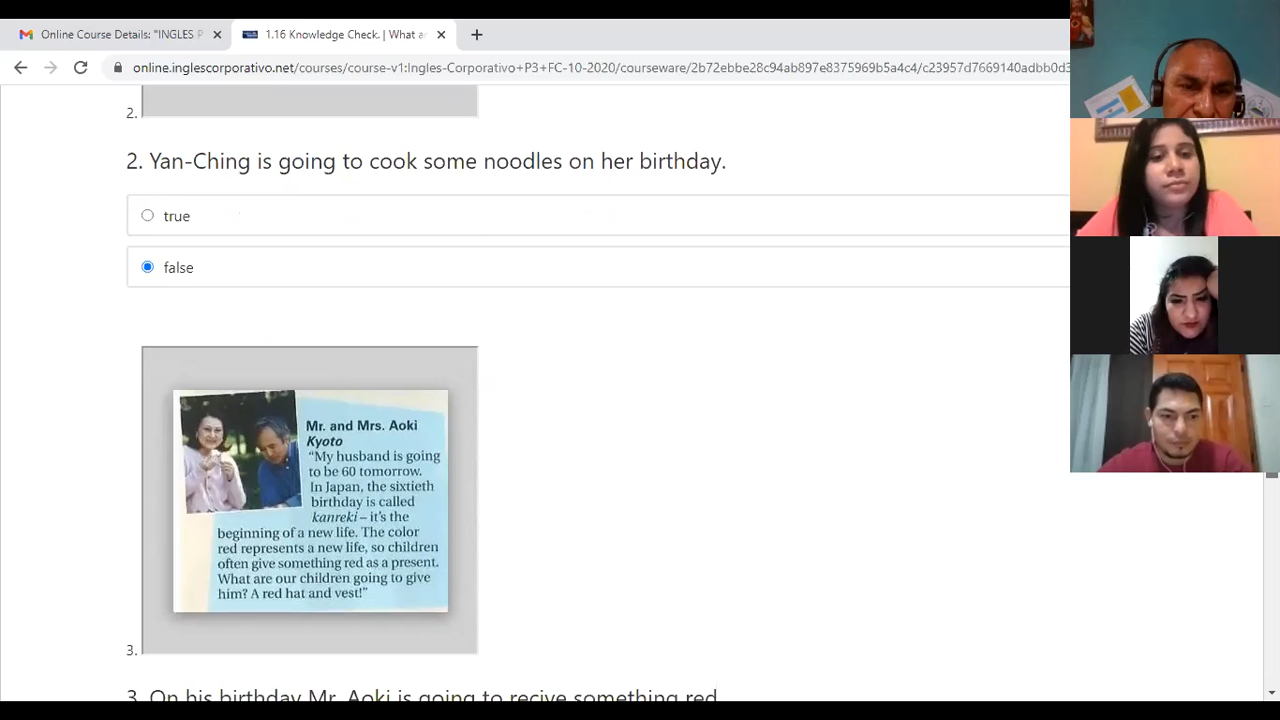 Online Course Details: "INGLES P
1.16 Knowledge Check. | What ar
online.inglescorporativo.net/courses/course-v1:Ingles-Corporativo+P3+FC-10-2020/courseware/2b72ebbe28c94ab897e8375969b5a4c4/c23957d7669140adbb0d3
2.
2. Yan-Ching is going to cook some noodles on her birthday.
true
false
Mr. and Mrs. Aoki
Kyoto
"My husband is going
to be 60 tomorrow.
In Japan, the sixtieth
birthday is called
kanreki – it's the
beginning of a new life. The color
red represents a new life, so children
often give something red as a present.
What are our children going to give
him? A red hat and vest!"
3.
3. On his birthday Mr. Aoki is going to recive something red